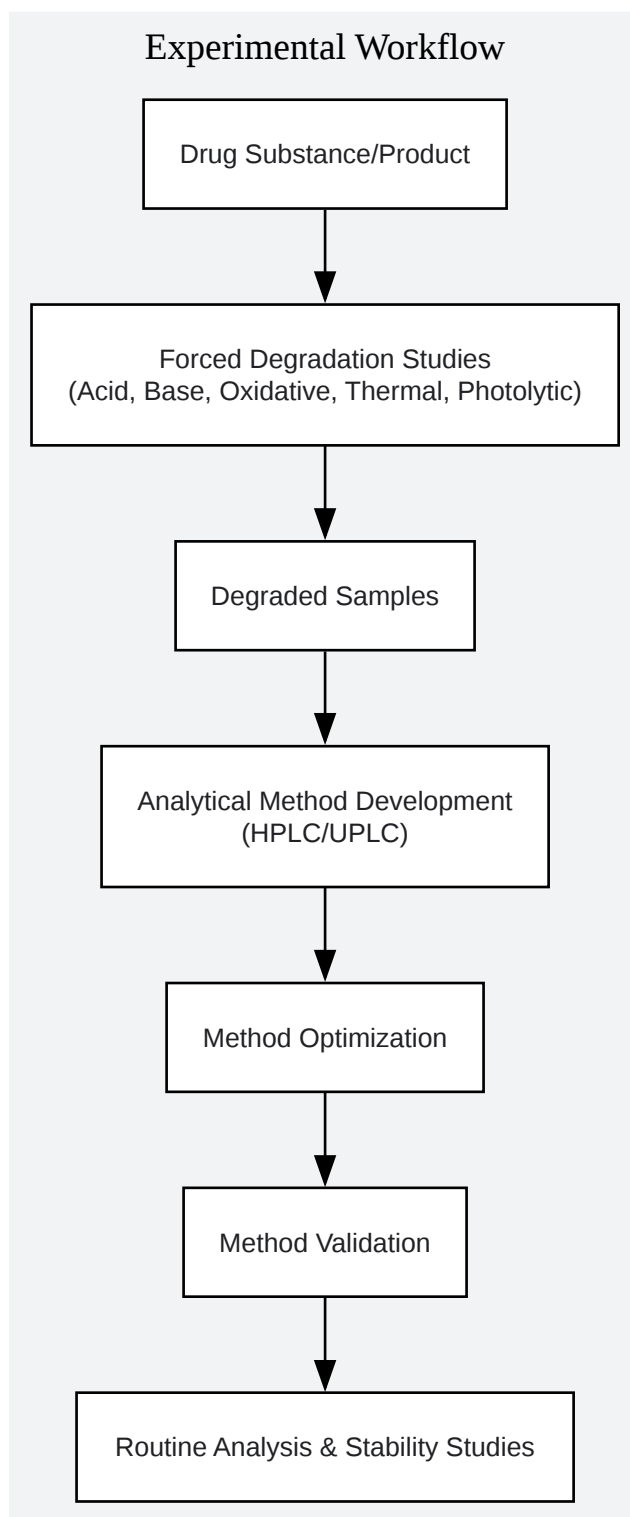 Experimental Workflow
Drug Substance/Product
Forced Degradation Studies
(Acid, Base, Oxidative, Thermal, Photolytic)
Degraded Samples
Analytical Method Development
(HPLC/UPLC)
Method Optimization
Method Validation
Routine Analysis & Stability Studies